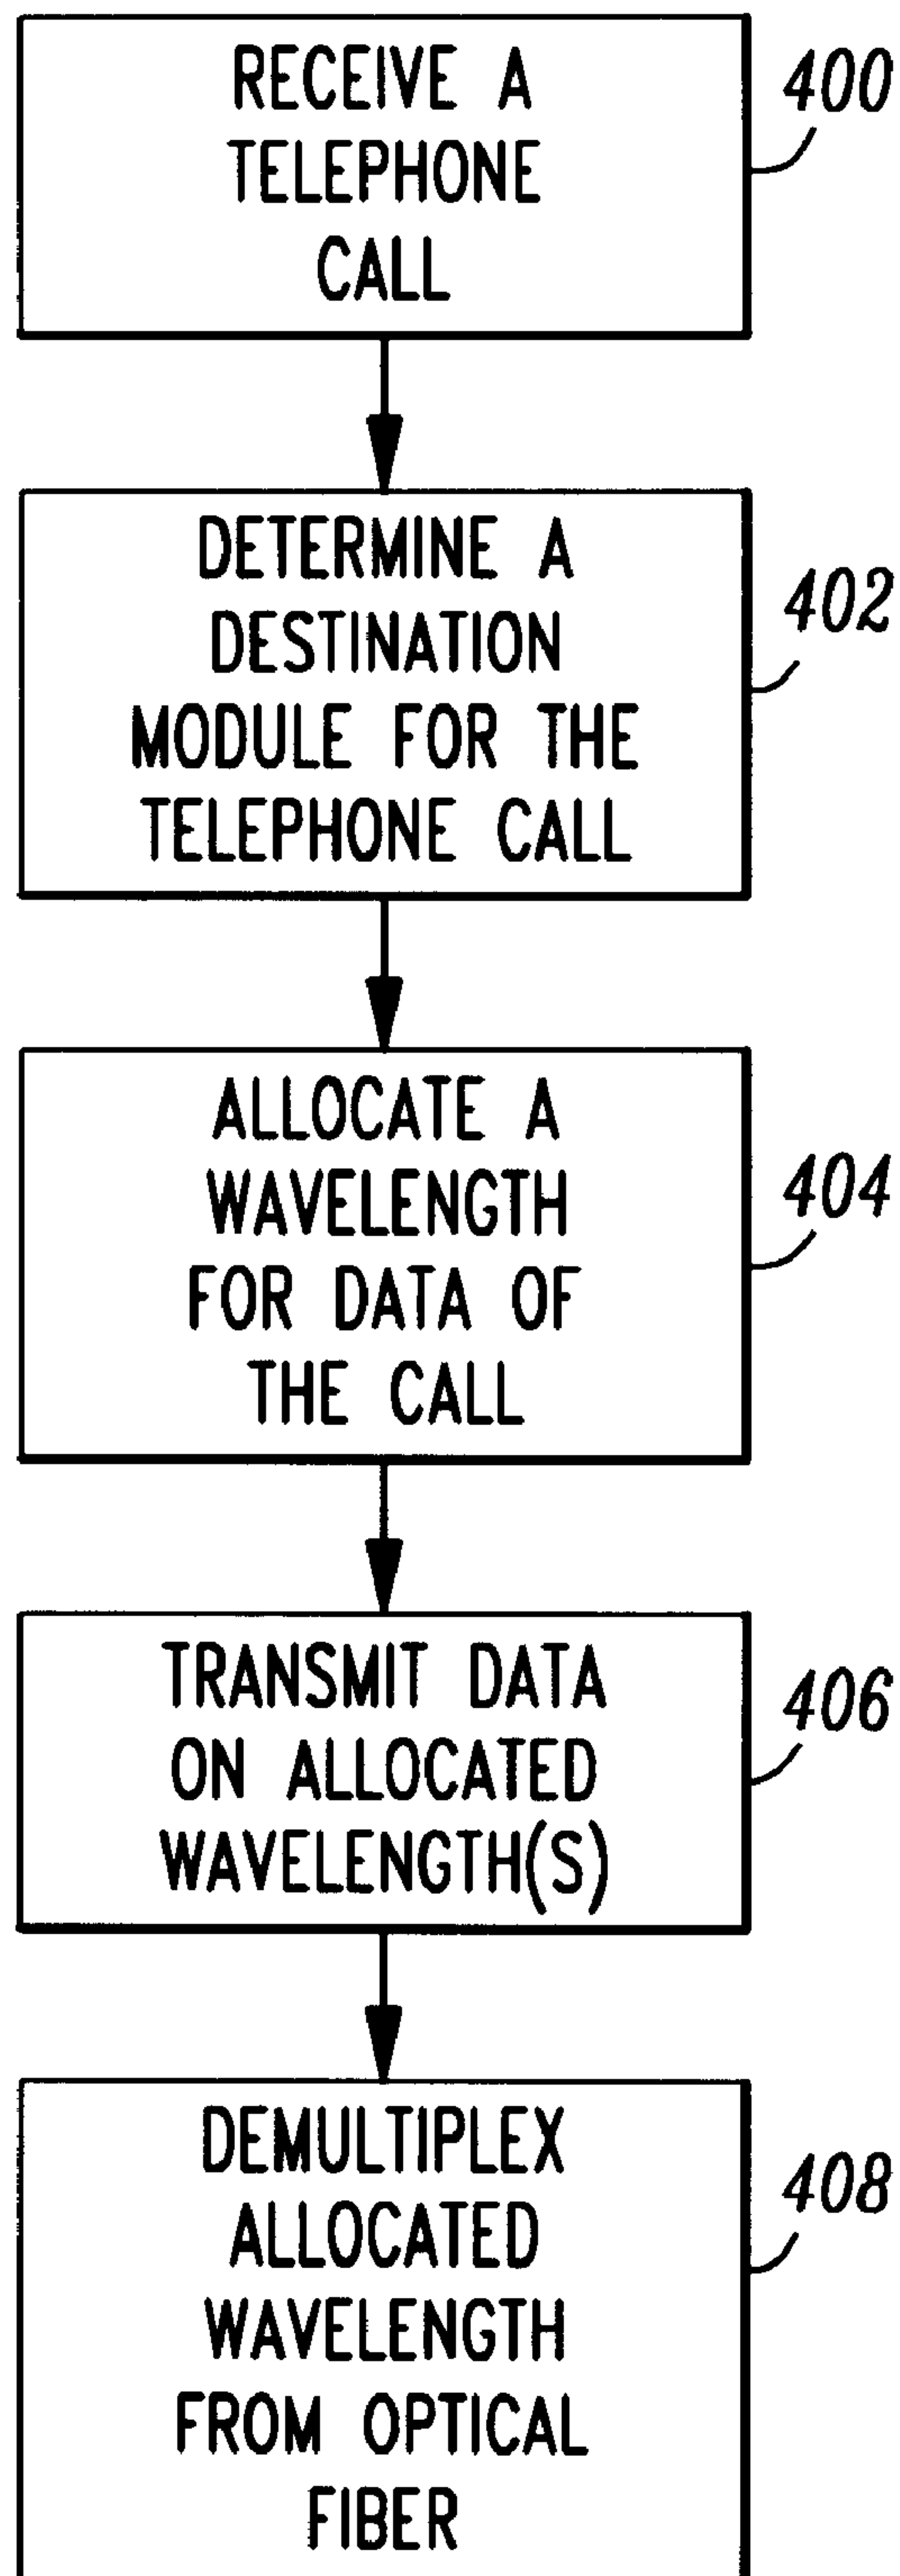 RECEIVE A
TELEPHONE
CALL
400
DETERMINE A
DESTINATION
MODULE FOR THE
TELEPHONE CALL
402
ALLOCATE A
WAVELENGTH
FOR DATA OF
THE CALL
404
TRANSMIT DATA
ON ALLOCATED
WAVELENGTH(S)
406
DEMULTIPLEX
ALLOCATED
WAVELENGTH
FROM OPTICAL
FIBER
408